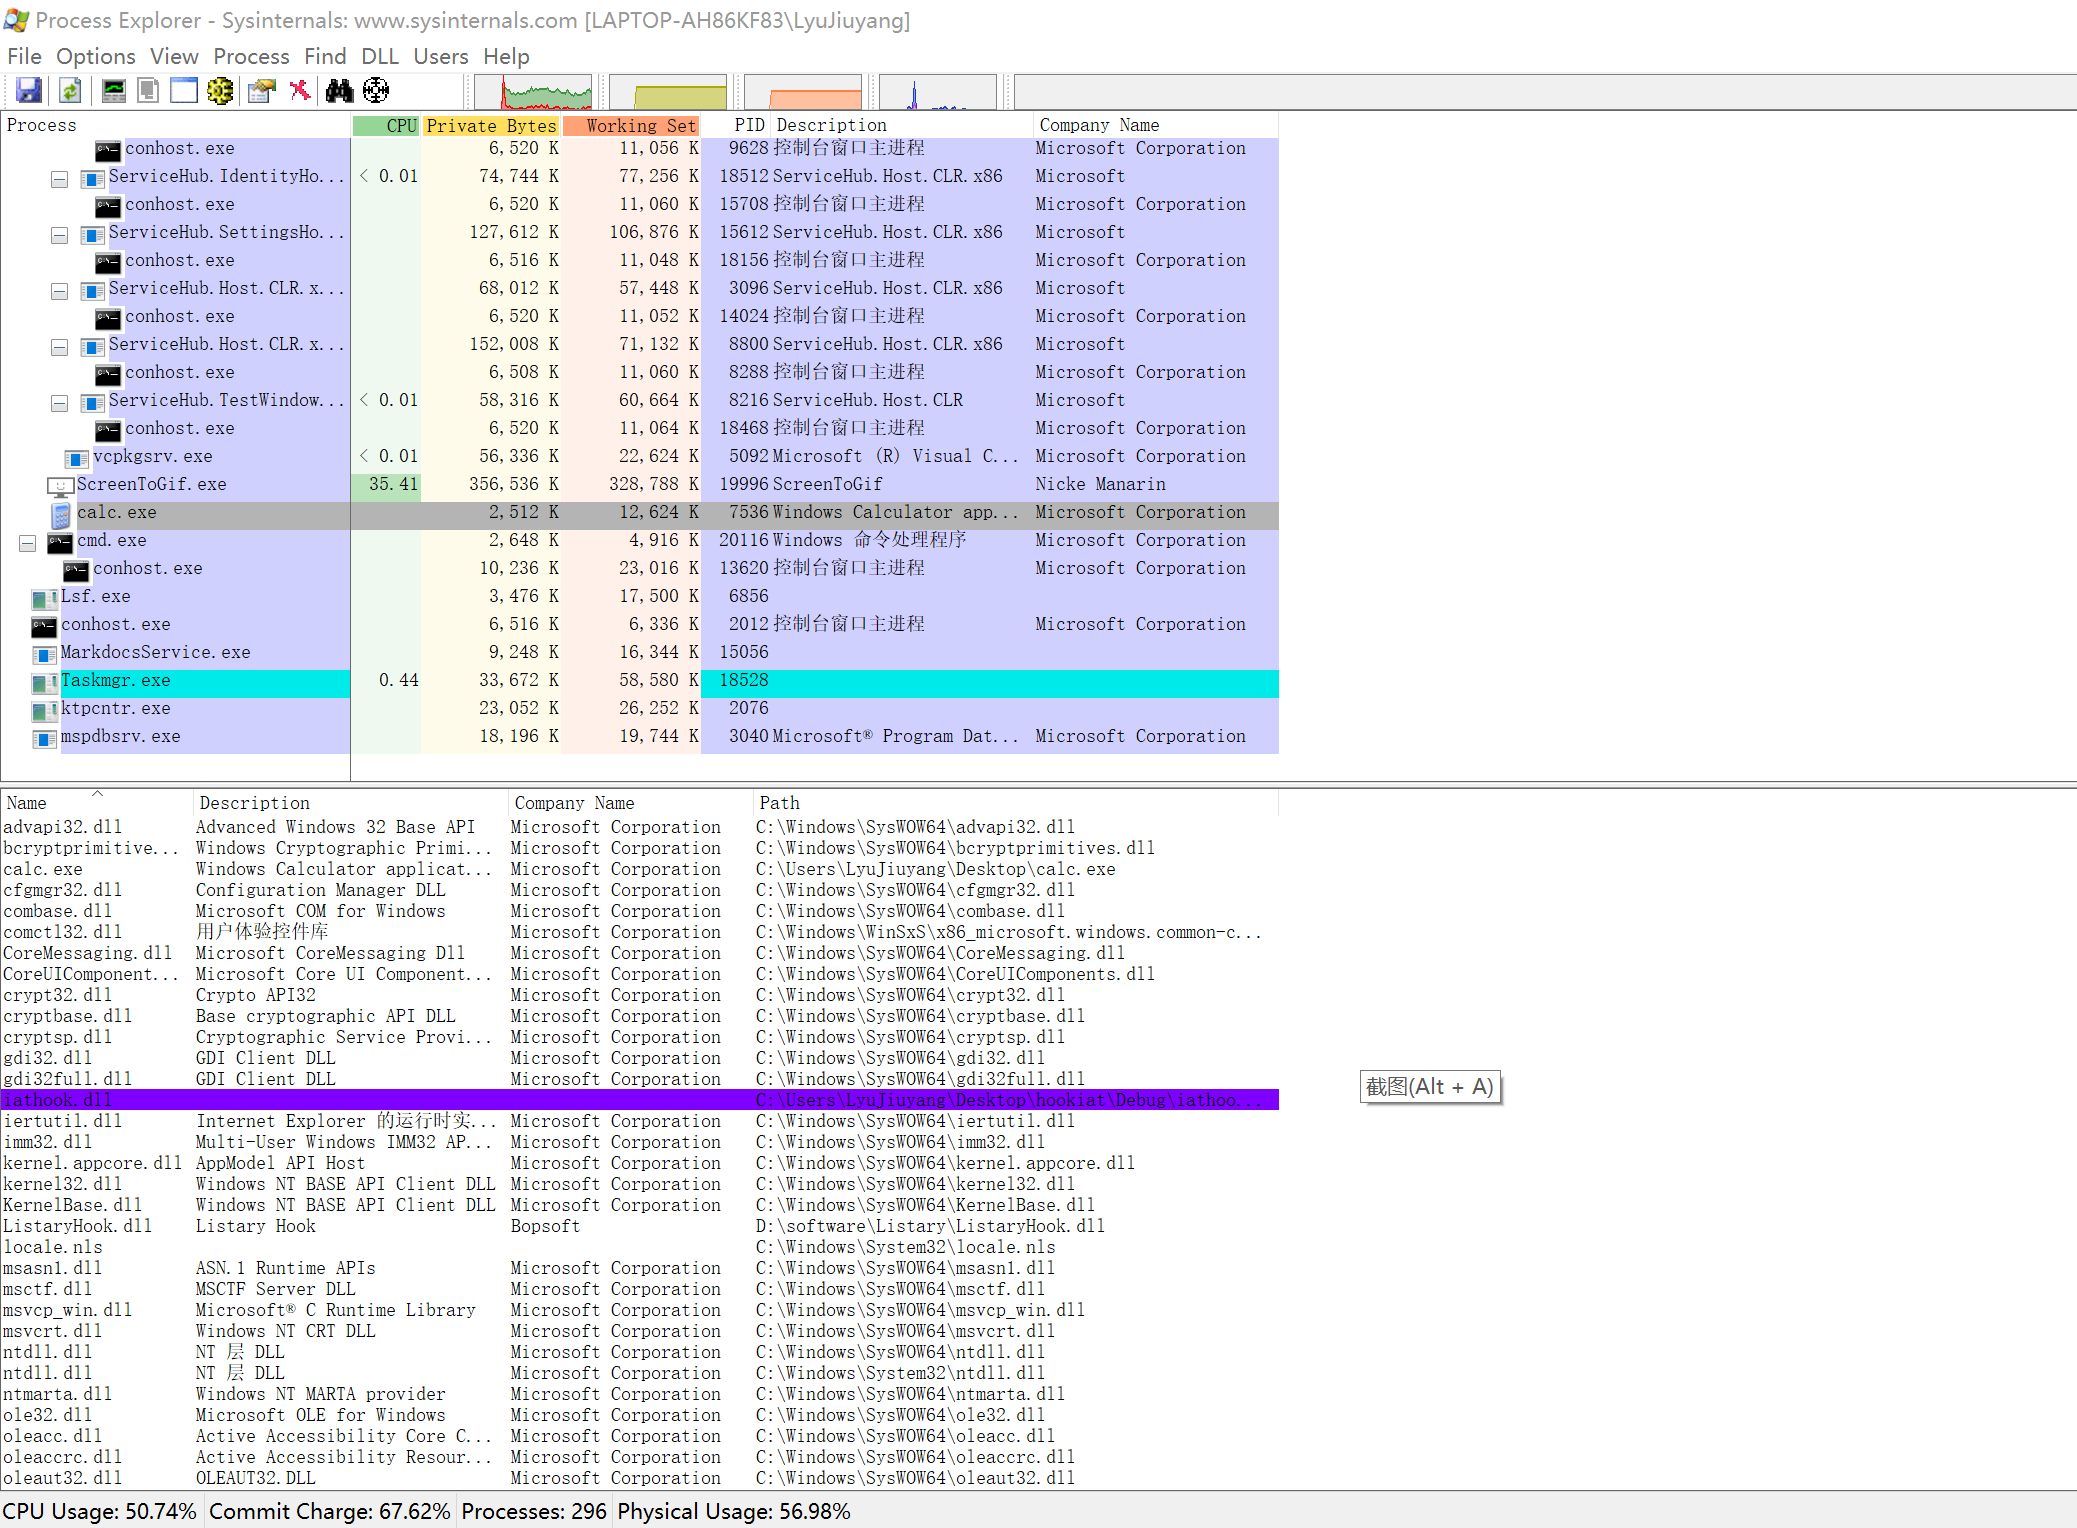 Process Explorer - Sysinternals: www.sysinternals.com [LAPTOP-AH86KF83\LyuJiuyang]
File Options View Process Find DLL Users Help
Process CPU Private Bytes Working Set PID Description Company Name
conhost.exe 6,520 K 11,056 K 9628 控制台窗口主进程 Microsoft Corporation
ServiceHub.IdentityHo... < 0.01 74,744 K 77,256 K 18512 ServiceHub.Host.CLR.x86 Microsoft
conhost.exe 6,520 K 11,060 K 15708 控制台窗口主进程 Microsoft Corporation
ServiceHub.SettingsHo... 127,612 K 106,876 K 15612 ServiceHub.Host.CLR.x86 Microsoft
conhost.exe 6,516 K 11,048 K 18156 控制台窗口主进程 Microsoft Corporation
ServiceHub.Host.CLR.x... 68,012 K 57,448 K 3096 ServiceHub.Host.CLR.x86 Microsoft
conhost.exe 6,520 K 11,052 K 14024 控制台窗口主进程 Microsoft Corporation
ServiceHub.Host.CLR.x... 152,008 K 71,132 K 8800 ServiceHub.Host.CLR.x86 Microsoft
conhost.exe 6,508 K 11,060 K 8288 控制台窗口主进程 Microsoft Corporation
ServiceHub.TestWindow... < 0.01 58,316 K 60,664 K 8216 ServiceHub.Host.CLR Microsoft
conhost.exe 6,520 K 11,064 K 18468 控制台窗口主进程 Microsoft Corporation
vcpkgsrv.exe < 0.01 56,336 K 22,624 K 5092 Microsoft (R) Visual C... Microsoft Corporation
ScreenToGif.exe 35.41 356,536 K 328,788 K 19996 ScreenToGif Nicke Manarin
calc.exe 2,512 K 12,624 K 7536 Windows Calculator app... Microsoft Corporation
cmd.exe 2,648 K 4,916 K 20116 Windows 命令处理程序 Microsoft Corporation
conhost.exe 10,236 K 23,016 K 13620 控制台窗口主进程 Microsoft Corporation
Lsf.exe 3,476 K 17,500 K 6856
conhost.exe 6,516 K 6,336 K 2012 控制台窗口主进程 Microsoft Corporation
MarkdocsService.exe 9,248 K 16,344 K 15056
Taskmgr.exe 0.44 33,672 K 58,580 K 18528
ktpcntr.exe 23,052 K 26,252 K 2076
mspdbsrv.exe 18,196 K 19,744 K 3040 Microsoft® Program Dat... Microsoft Corporation
Name Description Company Name Path
advapi32.dll Advanced Windows 32 Base API Microsoft Corporation C:\Windows\SysWOW64\advapi32.dll
bcryptprimitive... Windows Cryptographic Primi... Microsoft Corporation C:\Windows\SysWOW64\bcryptprimitives.dll
calc.exe Windows Calculator applicat... Microsoft Corporation C:\Users\LyuJiuyang\Desktop\calc.exe
cfgmgr32.dll Configuration Manager DLL Microsoft Corporation C:\Windows\SysWOW64\cfgmgr32.dll
combase.dll Microsoft COM for Windows Microsoft Corporation C:\Windows\SysWOW64\combase.dll
comctl32.dll 用户体验控件库 Microsoft Corporation C:\Windows\WinSxS\x86_microsoft.windows.common-c...
CoreMessaging.dll Microsoft CoreMessaging Dll Microsoft Corporation C:\Windows\SysWOW64\CoreMessaging.dll
CoreUIComponent... Microsoft Core UI Component... Microsoft Corporation C:\Windows\SysWOW64\CoreUIComponents.dll
crypt32.dll Crypto API32 Microsoft Corporation C:\Windows\SysWOW64\crypt32.dll
cryptbase.dll Base cryptographic API DLL Microsoft Corporation C:\Windows\SysWOW64\cryptbase.dll
cryptsp.dll Cryptographic Service Provi... Microsoft Corporation C:\Windows\SysWOW64\cryptsp.dll
gdi32.dll GDI Client DLL Microsoft Corporation C:\Windows\SysWOW64\gdi32.dll
gdi32full.dll GDI Client DLL Microsoft Corporation C:\Windows\SysWOW64\gdi32full.dll
iathook.dll C:\Users\LyuJiuyang\Desktop\hookiat\Debug\iathoo...
截图(Alt + A)
iertutil.dll Internet Explorer 的运行时实... Microsoft Corporation C:\Windows\SysWOW64\iertutil.dll
imm32.dll Multi-User Windows IMM32 AP... Microsoft Corporation C:\Windows\SysWOW64\imm32.dll
kernel.appcore.dll AppModel API Host Microsoft Corporation C:\Windows\SysWOW64\kernel.appcore.dll
kernel32.dll Windows NT BASE API Client DLL Microsoft Corporation C:\Windows\SysWOW64\kernel32.dll
KernelBase.dll Windows NT BASE API Client DLL Microsoft Corporation C:\Windows\SysWOW64\KernelBase.dll
ListaryHook.dll Listary Hook Bopsoft D:\software\Listary\ListaryHook.dll
locale.nls C:\Windows\System32\locale.nls
msasn1.dll ASN.1 Runtime APIs Microsoft Corporation C:\Windows\SysWOW64\msasn1.dll
msctf.dll MSCTF Server DLL Microsoft Corporation C:\Windows\SysWOW64\msctf.dll
msvcp_win.dll Microsoft® C Runtime Library Microsoft Corporation C:\Windows\SysWOW64\msvcp_win.dll
msvcrt.dll Windows NT CRT DLL Microsoft Corporation C:\Windows\SysWOW64\msvcrt.dll
ntdll.dll NT 层 DLL Microsoft Corporation C:\Windows\SysWOW64\ntdll.dll
ntdll.dll NT 层 DLL Microsoft Corporation C:\Windows\System32\ntdll.dll
ntmarta.dll Windows NT MARTA provider Microsoft Corporation C:\Windows\SysWOW64\ntmarta.dll
ole32.dll Microsoft OLE for Windows Microsoft Corporation C:\Windows\SysWOW64\ole32.dll
oleacc.dll Active Accessibility Core C... Microsoft Corporation C:\Windows\SysWOW64\oleacc.dll
oleaccrc.dll Active Accessibility Resour... Microsoft Corporation C:\Windows\SysWOW64\oleaccrc.dll
oleaut32.dll OLEAUT32.DLL Microsoft Corporation C:\Windows\SysWOW64\oleaut32.dll
CPU Usage: 50.74% Commit Charge: 67.62% Processes: 296 Physical Usage: 56.98%